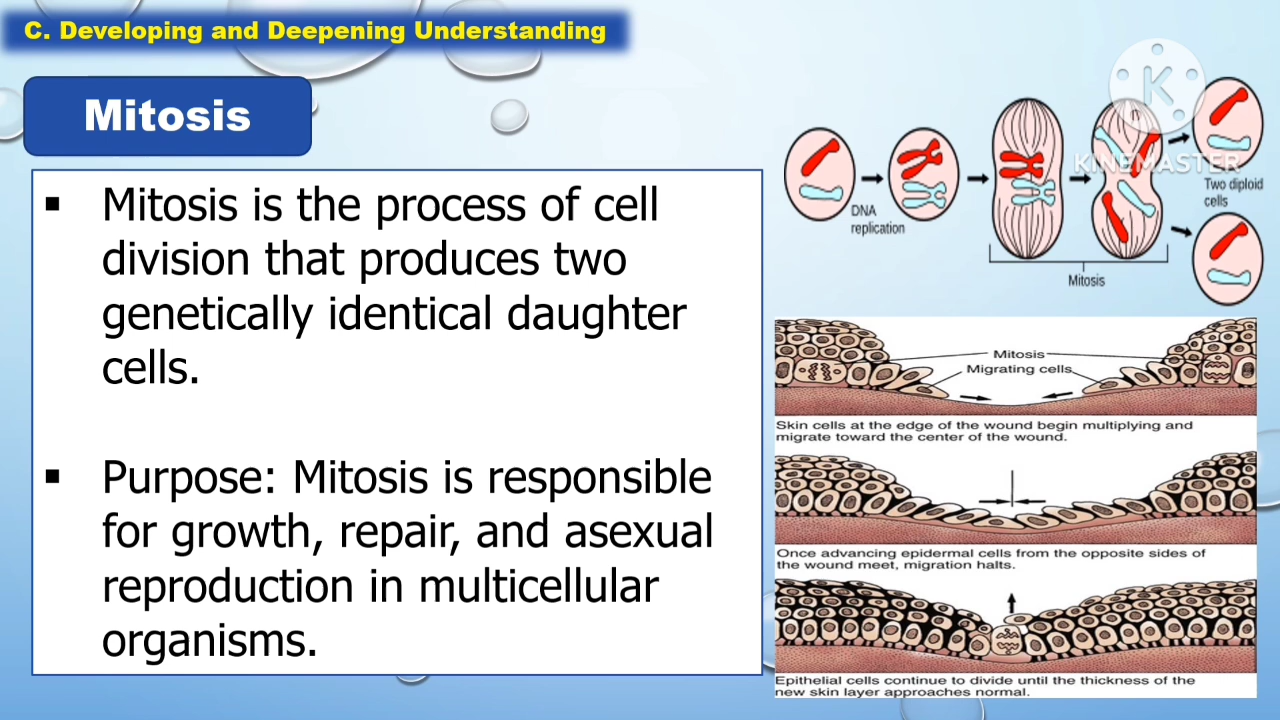 C. Developing and Deepening Understanding
Mitosis
▪ Mitosis is the process of cell
division that produces two
genetically identical daughter
cells.
▪ Purpose: Mitosis is responsible
for growth, repair, and asexual
reproduction in multicellular
organisms.
K
KINEMASTER
DNA
replication
Mitosis
Two diploid
cells
Mitosis
Migrating cells
Skin cells at the edge of the wound begin multiplying and
migrate toward the center of the wound.
Once advancing epidermal cells from the opposite sides of
the wound meet, migration halts.
Epithelial cells continue to divide until the thickness of the
new skin layer approaches normal.